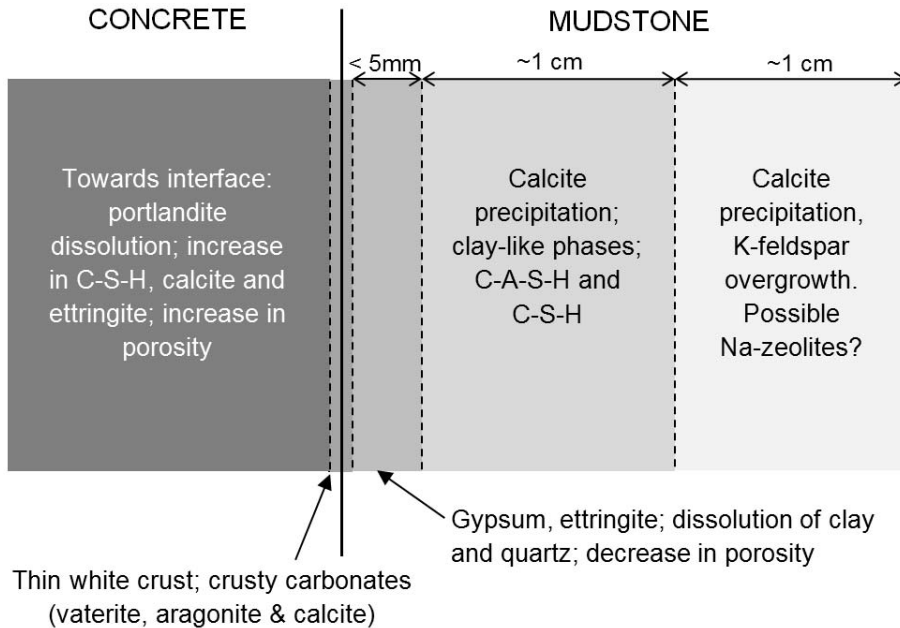 CONCRETE
MUDSTONE
< 5mm
~1 cm
~1 cm
Towards interface:
portlandite
dissolution; increase
in C-S-H, calcite and
ettringite; increase in
porosity
Calcite
precipitation;
clay-like phases;
C-A-S-H and
C-S-H
Calcite
precipitation,
K-feldspar
overgrowth.
Possible
Na-zeolites?
Gypsum, ettringite; dissolution of clay
and quartz; decrease in porosity
Thin white crust; crusty carbonates
(vaterite, aragonite & calcite)